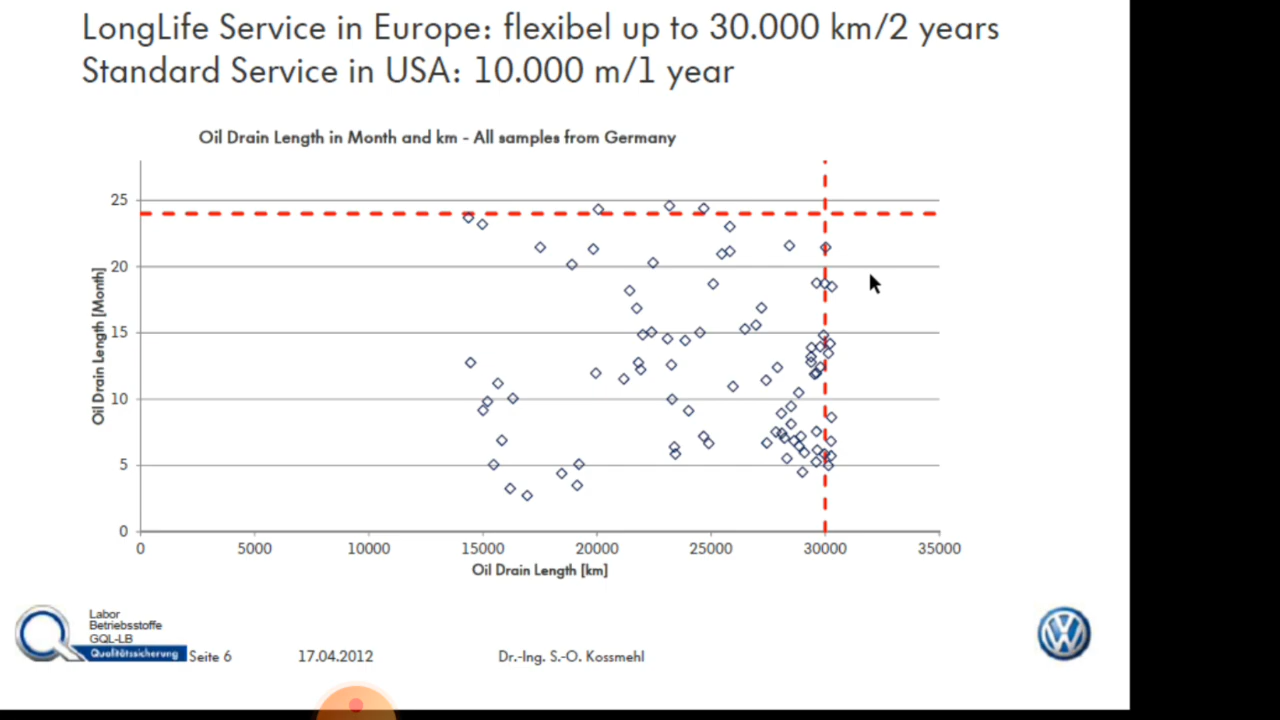 LongLife Service in Europe: flexibel up to 30.000 km/2 years
Standard Service in USA: 10.000 m/1 year
Oil Drain Length in Month and km - All samples from Germany
Oil Drain Length [Month]
25
20
15
10
5
0
0 5000 10000 15000 20000 25000 30000 35000
Oil Drain Length [km]
Labor
Betriebsstoffe
GQL-LB
Qualitätssicherung
Seite 6 17.04.2012 Dr.-Ing. S.-O. Kossmehl
VW